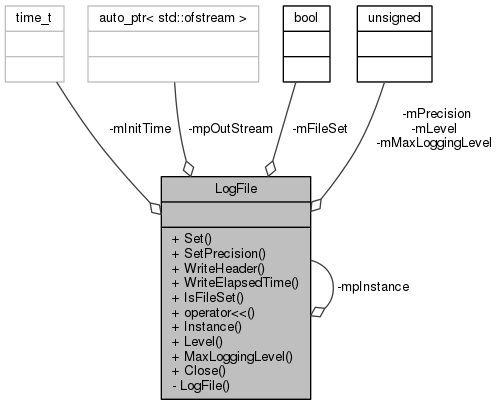 time_t
auto_ptr< std::ofstream >
bool
unsigned
-mInitTime
-mpOutStream
-mFileSet
-mPrecision
-mLevel
-mMaxLoggingLevel
LogFile
+ Set()
+ SetPrecision()
+ WriteHeader()
+ WriteElapsedTime()
+ IsFileSet()
+ operator<<()
+ Instance()
+ Level()
+ MaxLoggingLevel()
+ Close()
- LogFile()
-mpInstance